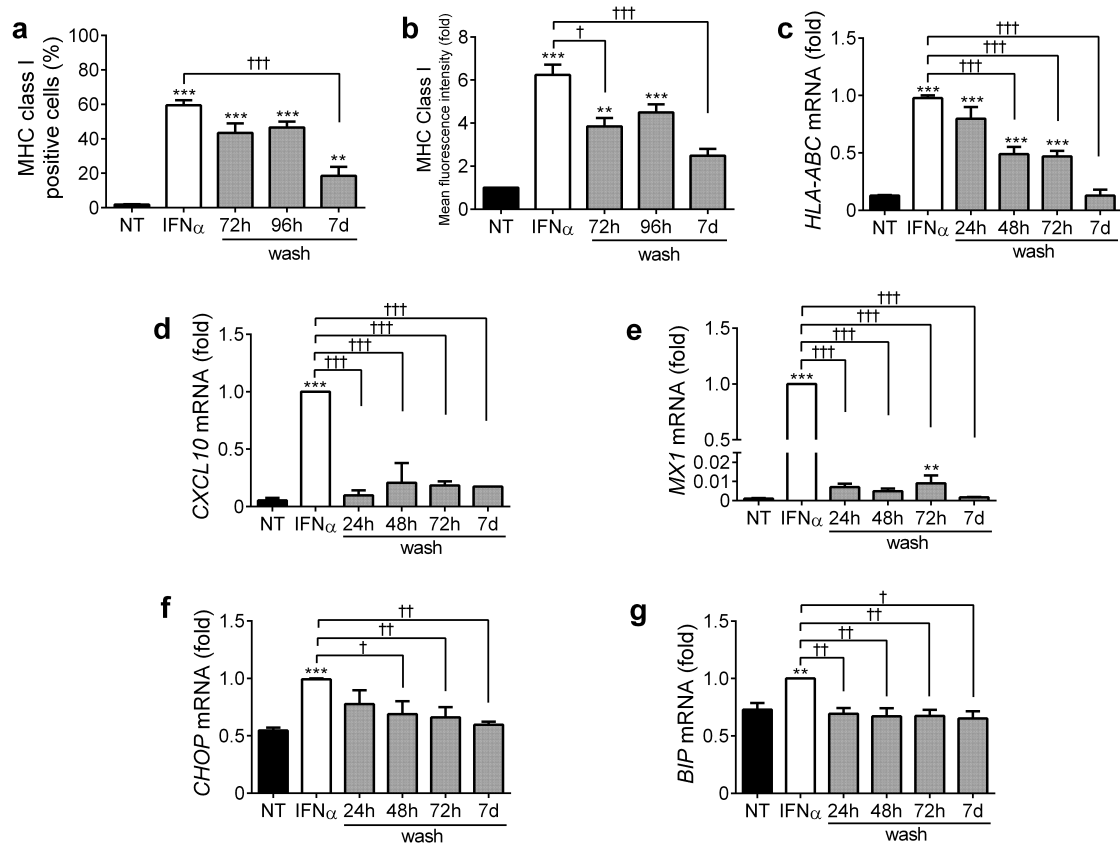 a
MHC class I
positive cells (%)
100
80
60
40
20
0
†††
***
***
***
**
NT IFNα 72h 96h 7d
wash
b
MHC Class I
Mean fluorescence intensity (fold)
8
6
4
2
0
†††
†
***
**
***
NT IFNα 72h 96h 7d
wash
c
HLA-ABC mRNA (fold)
1.5
1.0
0.5
0
†††
†††
†††
***
***
***
***
NT IFNα 24h 48h 72h 7d
wash
d
CXCL10 mRNA (fold)
1.5
1.0
0.5
0
†††
†††
†††
†††
***
NT IFNα 24h 48h 72h 7d
wash
e
MX1 mRNA (fold)
1.5
1.0
0.5
0.02
0.01
0
†††
†††
†††
†††
***
**
NT IFNα 24h 48h 72h 7d
wash
f
CHOP mRNA (fold)
1.5
1.0
0.5
0
††
††
†
***
NT IFNα 24h 48h 72h 7d
wash
g
BIP mRNA (fold)
1.5
1.0
0.5
0
†
††
††
††
**
NT IFNα 24h 48h 72h 7d
wash